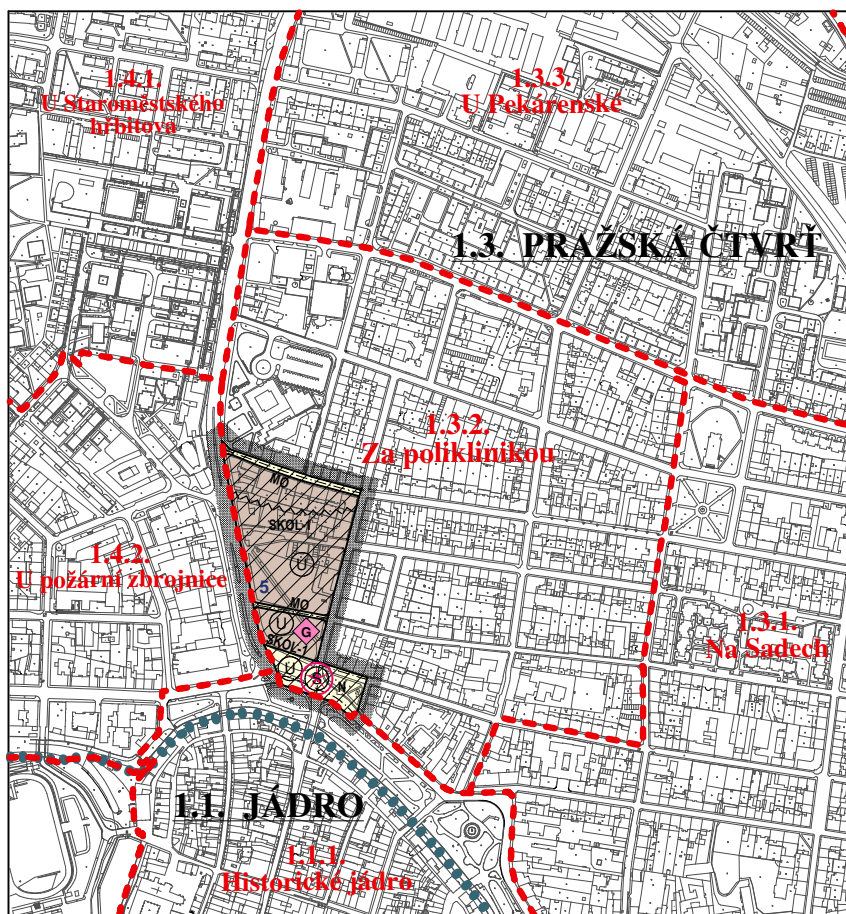 1.4.1.
U Staroměstského
hřbitova
1.3.3.
U Pekárenské
1.3. PRAŽSKÁ ČTVRŤ
1.3.2.
Za poliklinikou
MO
SKOL-1
U
1.4.2.
U požární zbrojnice
5
MO
U
G
SKOL-1
U
N
1.3.1.
Na Sadech
1.1. JÁDRO
1.1.1.
Historické jádro